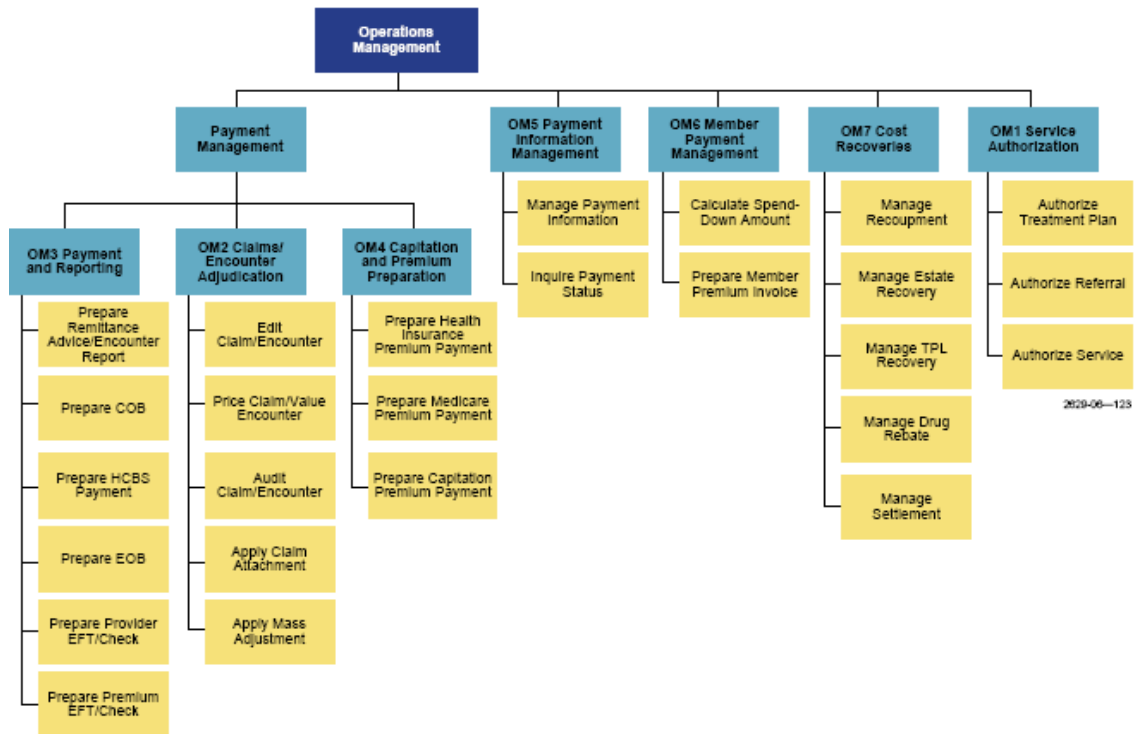 Operations
Management
Payment
Management
OM5 Payment
Information
Management
OM6 Member
Payment
Management
OM7 Cost
Recoveries
OM1 Service
Authorization
OM3 Payment
and Reporting
OM2 Claims/
Encounter
Adjudication
OM4 Capitation
and Premium
Preparation
Prepare
Remittance
Advice/Encounter
Report
Prepare COB
Prepare HCBS
Payment
Prepare EOB
Prepare Provider
EFT/Check
Prepare Premium
EFT/Check
Edit
Claim/Encounter
Price Claim/Value
Encounter
Audit
Claim/Encounter
Apply Claim
Attachment
Apply Mass
Adjustment
Prepare Health
Insurance
Premium Payment
Prepare Medicare
Premium Payment
Prepare Capitation
Premium Payment
Manage Payment
Information
Inquire Payment
Status
Calculate Spend-
Down Amount
Prepare Member
Premium Invoice
Manage
Recoupment
Manage Estate
Recovery
Manage TPL
Recovery
Manage Drug
Rebate
Manage
Settlement
Authorize
Treatment Plan
Authorize Referral
Authorize Service
2629-06—123